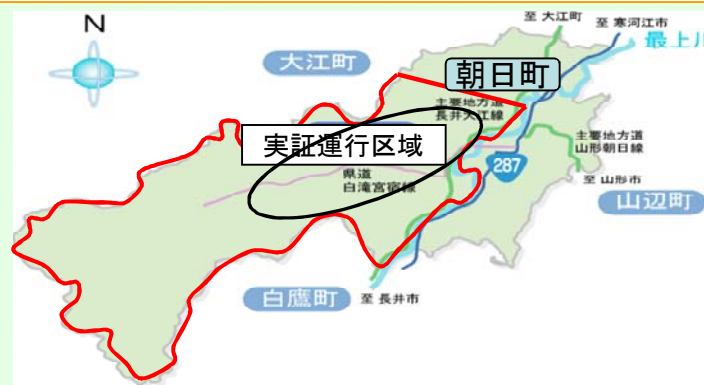 N
至 大江町
至 寒河江市
最上川
大江町
朝日町
主要地方道
長井大江線
実証運行区域
主要地方道
山形朝日線
287
県道
白滝宮宿線
至 山形市
山辺町
白鷹町
至 長井市